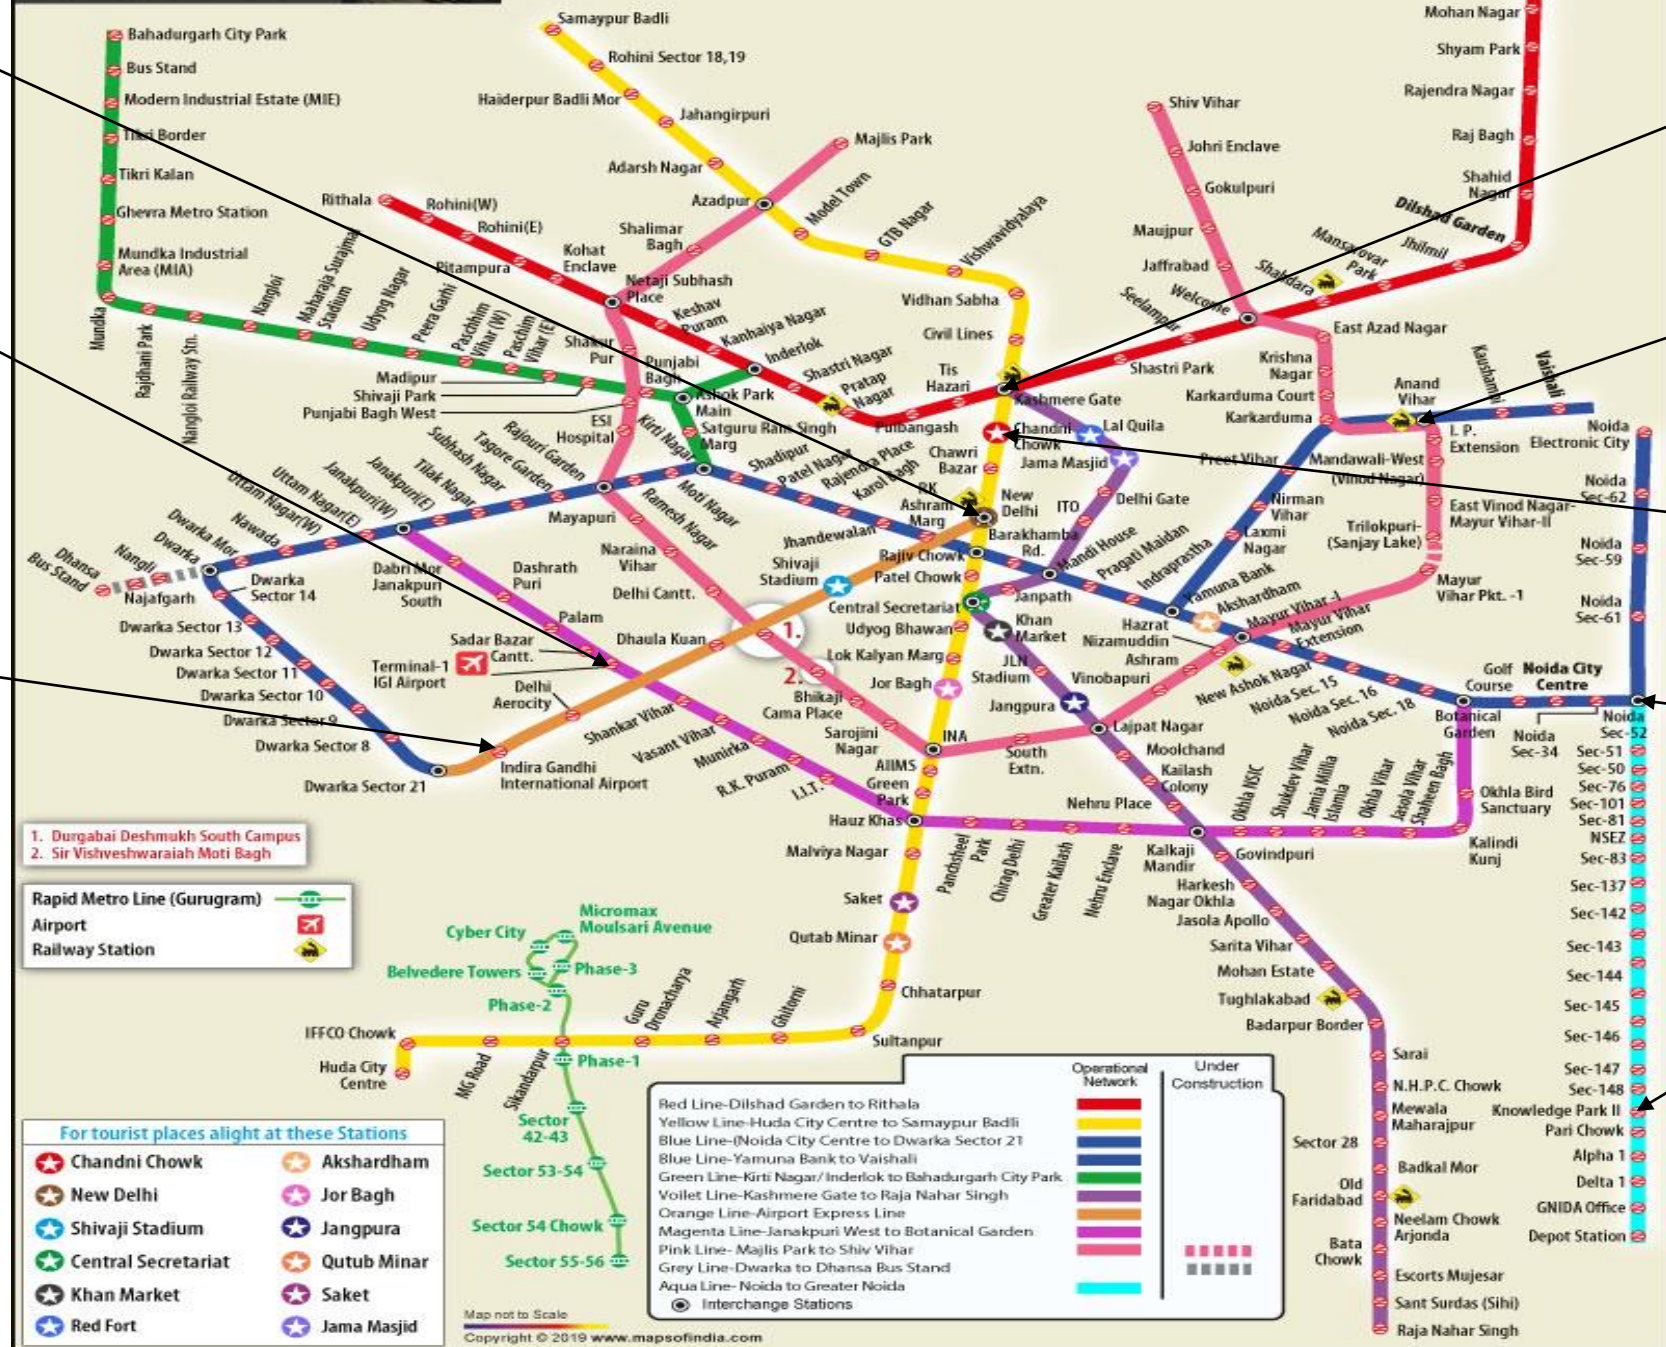 Samaypur Badli
Rohini Sector 18,19
Haiderpur Badli Mor
Jahangirpuri
Adarsh Nagar
Azadpur
Majlis Park
Model Town
GTB Nagar
Vishwavidyalaya
Vidhan Sabha
Civil Lines
Tis
Hazari
Kashmere Gate
Bahadurgarh City Park
Bus Stand
Modern Industrial Estate (MIE)
Tikri Border
Tikri Kalan
Ghevra Metro Station
Mundka Industrial
Area (MIA)
Mundka
Rajdhani Park
Nangloi Railway Stn.
Nangloi
Maharaja Surajmal
Stadium
Udyog Nagar
Peera Garhi
Paschhim
Vihar (W)
Paschim
Vihar (E)
Madipur
Shivaji Park
Punjabi Bagh West
Rithala
Rohini(W)
Rohini(E)
Pitampura
Kohat
Enclave
Netaji Subhash
Place
Shalimar
Bagh
Keshav
Puram
Kanhaiya Nagar
Inderlok
Shastri Nagar
Pratap
Nagar
Pulbangash
Shakur
Pur
Punjabi
Bagh
Ashok Park
Main
Satguru Ram Singh
Marg
ESI
Hospital
Kirti Nagar
Mohan Nagar
Shyam Park
Rajendra Nagar
Raj Bagh
Shahid
Nagar
Dilshad Garden
Jhilmil
Mansarovar
Park
Shahdara
Welcome
Seelampur
Shastri Park
Shiv Vihar
Johri Enclave
Gokulpuri
Maujpur
Jaffrabad
East Azad Nagar
Krishna
Nagar
Karkarduma Court
Karkarduma
Anand
Vihar
Kaushambi
Vaishali
I. P.
Extension
Mandawali-West
(Vinod Nagar)
East Vinod Nagar-
Mayur Vihar-II
Trilokpuri-
(Sanjay Lake)
Mayur
Vihar Pkt. -1
Preet Vihar
Nirman
Vihar
Laxmi
Nagar
Noida
Electronic City
Noida
Sec-62
Noida
Sec-59
Noida
Sec-61
Chandni
Chowk
Lal Quila
Chawri
Bazar
Jama Masjid
New
Delhi
Delhi Gate
ITO
RK
Ashram
Marg
Barakhamba
Rd.
Mandi House
Pragati Maidan
Indraprastha
Yamuna Bank
Akshardham
Mayur Vihar -I
Mayur Vihar
Extension
Rajiv Chowk
Patel Chowk
Janpath
Central Secretariat
Udyog Bhawan
Khan
Market
Lok Kalyan Marg
JLN
Stadium
Jor Bagh
Jangpura
Hazrat
Nizamuddin
Ashram
Vinobapuri
Lajpat Nagar
South
Extn.
INA
New Ashok Nagar
Noida Sec. 15
Noida Sec. 16
Noida Sec. 18
Botanical
Garden
Golf
Course
Noida City
Centre
Noida
Sec-34
Noida
Sec-52
Shadipur
Patel Nagar
Rajendra Place
Karol Bagh
Jhandewalan
Moti Nagar
Ramesh Nagar
Rajouri Garden
Tagore Garden
Subhash Nagar
Tilak Nagar
Janakpuri(E)
Janakpuri(W)
Uttam Nagar(E)
Uttam Nagar(W)
Nawada
Dwarka Mor
Dwarka
Nangli
Dhansa
Bus Stand
Najafgarh
Dwarka
Sector 14
Dwarka Sector 13
Dwarka Sector 12
Dwarka Sector 11
Dwarka Sector 10
Dwarka Sector 9
Dwarka Sector 8
Dwarka Sector 21
Mayapuri
Naraina
Vihar
Delhi Cantt.
Shivaji
Stadium
Dhaula Kuan
1.
2.
Dabri Mor
Janakpuri
South
Dashrath
Puri
Palam
Sadar Bazar
Cantt.
Terminal-1
IGI Airport
Delhi
Aerocity
Indira Gandhi
International Airport
Shankar Vihar
Vasant Vihar
Munirka
R.K. Puram
I.I.T.
Bhikaji
Cama Place
Sarojini
Nagar
AIIMS
Green
Park
Hauz Khas
Malviya Nagar
Saket
Qutab Minar
Chhatarpur
Sultanpur
Panchsheel
Park
Chirag Delhi
Greater Kailash
Nehru Enclave
Nehru Place
Kalkaji
Mandir
Moolchand
Kailash
Colony
Okhla NSIC
Shukdev Vihar
Jamia Millia
Islamia
Okhla Vihar
Jasola Vihar
Shaheen Bagh
Kalindi
Kunj
Okhla Bird
Sanctuary
Govindpuri
Harkesh
Nagar Okhla
Jasola Apollo
Sarita Vihar
Mohan Estate
Tughlakabad
Badarpur Border
Sarai
N.H.P.C. Chowk
Mewala
Maharajpur
Sector 28
Badkal Mor
Old
Faridabad
Neelam Chowk
Arjonda
Bata
Chowk
Escorts Mujesar
Sant Surdas (Sihi)
Raja Nahar Singh
Sec-51
Sec-50
Sec-76
Sec-101
Sec-81
NSEZ
Sec-83
Sec-137
Sec-142
Sec-143
Sec-144
Sec-145
Sec-146
Sec-147
Sec-148
Knowledge Park II
Pari Chowk
Alpha 1
Delta 1
GNIDA Office
Depot Station
1. Durgabai Deshmukh South Campus
2. Sir Vishveshwaraiah Moti Bagh
Rapid Metro Line (Gurugram)
Airport
Railway Station
Micromax
Moulsari Avenue
Cyber City
Belvedere Towers
Phase-3
Phase-2
Phase-1
Sector
42-43
Sector 53-54
Sector 54 Chowk
Sector 55-56
IFFCO Chowk
Huda City
Centre
MG Road
Sikandarpur
Guru
Dronacharya
Arjangarh
Ghitorni
For tourist places alight at these Stations
Chandni Chowk
Akshardham
New Delhi
Jor Bagh
Shivaji Stadium
Jangpura
Central Secretariat
Qutub Minar
Khan Market
Saket
Red Fort
Jama Masjid
Operational
Network
Under
Construction
Red Line-Dilshad Garden to Rithala
Yellow Line-Huda City Centre to Samaypur Badli
Blue Line-(Noida City Centre to Dwarka Sector 21
Blue Line-Yamuna Bank to Vaishali
Green Line-Kirti Nagar/ Inderlok to Bahadurgarh City Park
Voilet Line-Kashmere Gate to Raja Nahar Singh
Orange Line-Airport Express Line
Magenta Line-Janakpuri West to Botanical Garden
Pink Line- Majlis Park to Shiv Vihar
Grey Line-Dwarka to Dhansa Bus Stand
Aqua Line- Noida to Greater Noida
Interchange Stations
Map not to Scale
Copyright © 2019 www.mapsofindia.com